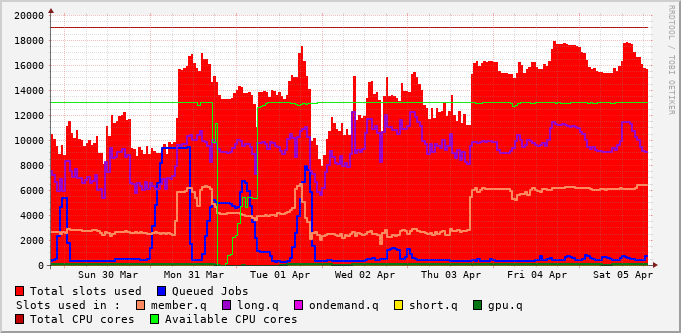 RRDTOOL / TOBI OETIKER
20000
18000
16000
14000
12000
10000
8000
6000
4000
2000
0
Sun 30 Mar Mon 31 Mar Tue 01 Apr Wed 02 Apr Thu 03 Apr Fri 04 Apr Sat 05 Apr
Total slots used Queued Jobs
Slots used in : member.q long.q ondemand.q short.q gpu.q
Total CPU cores Available CPU cores